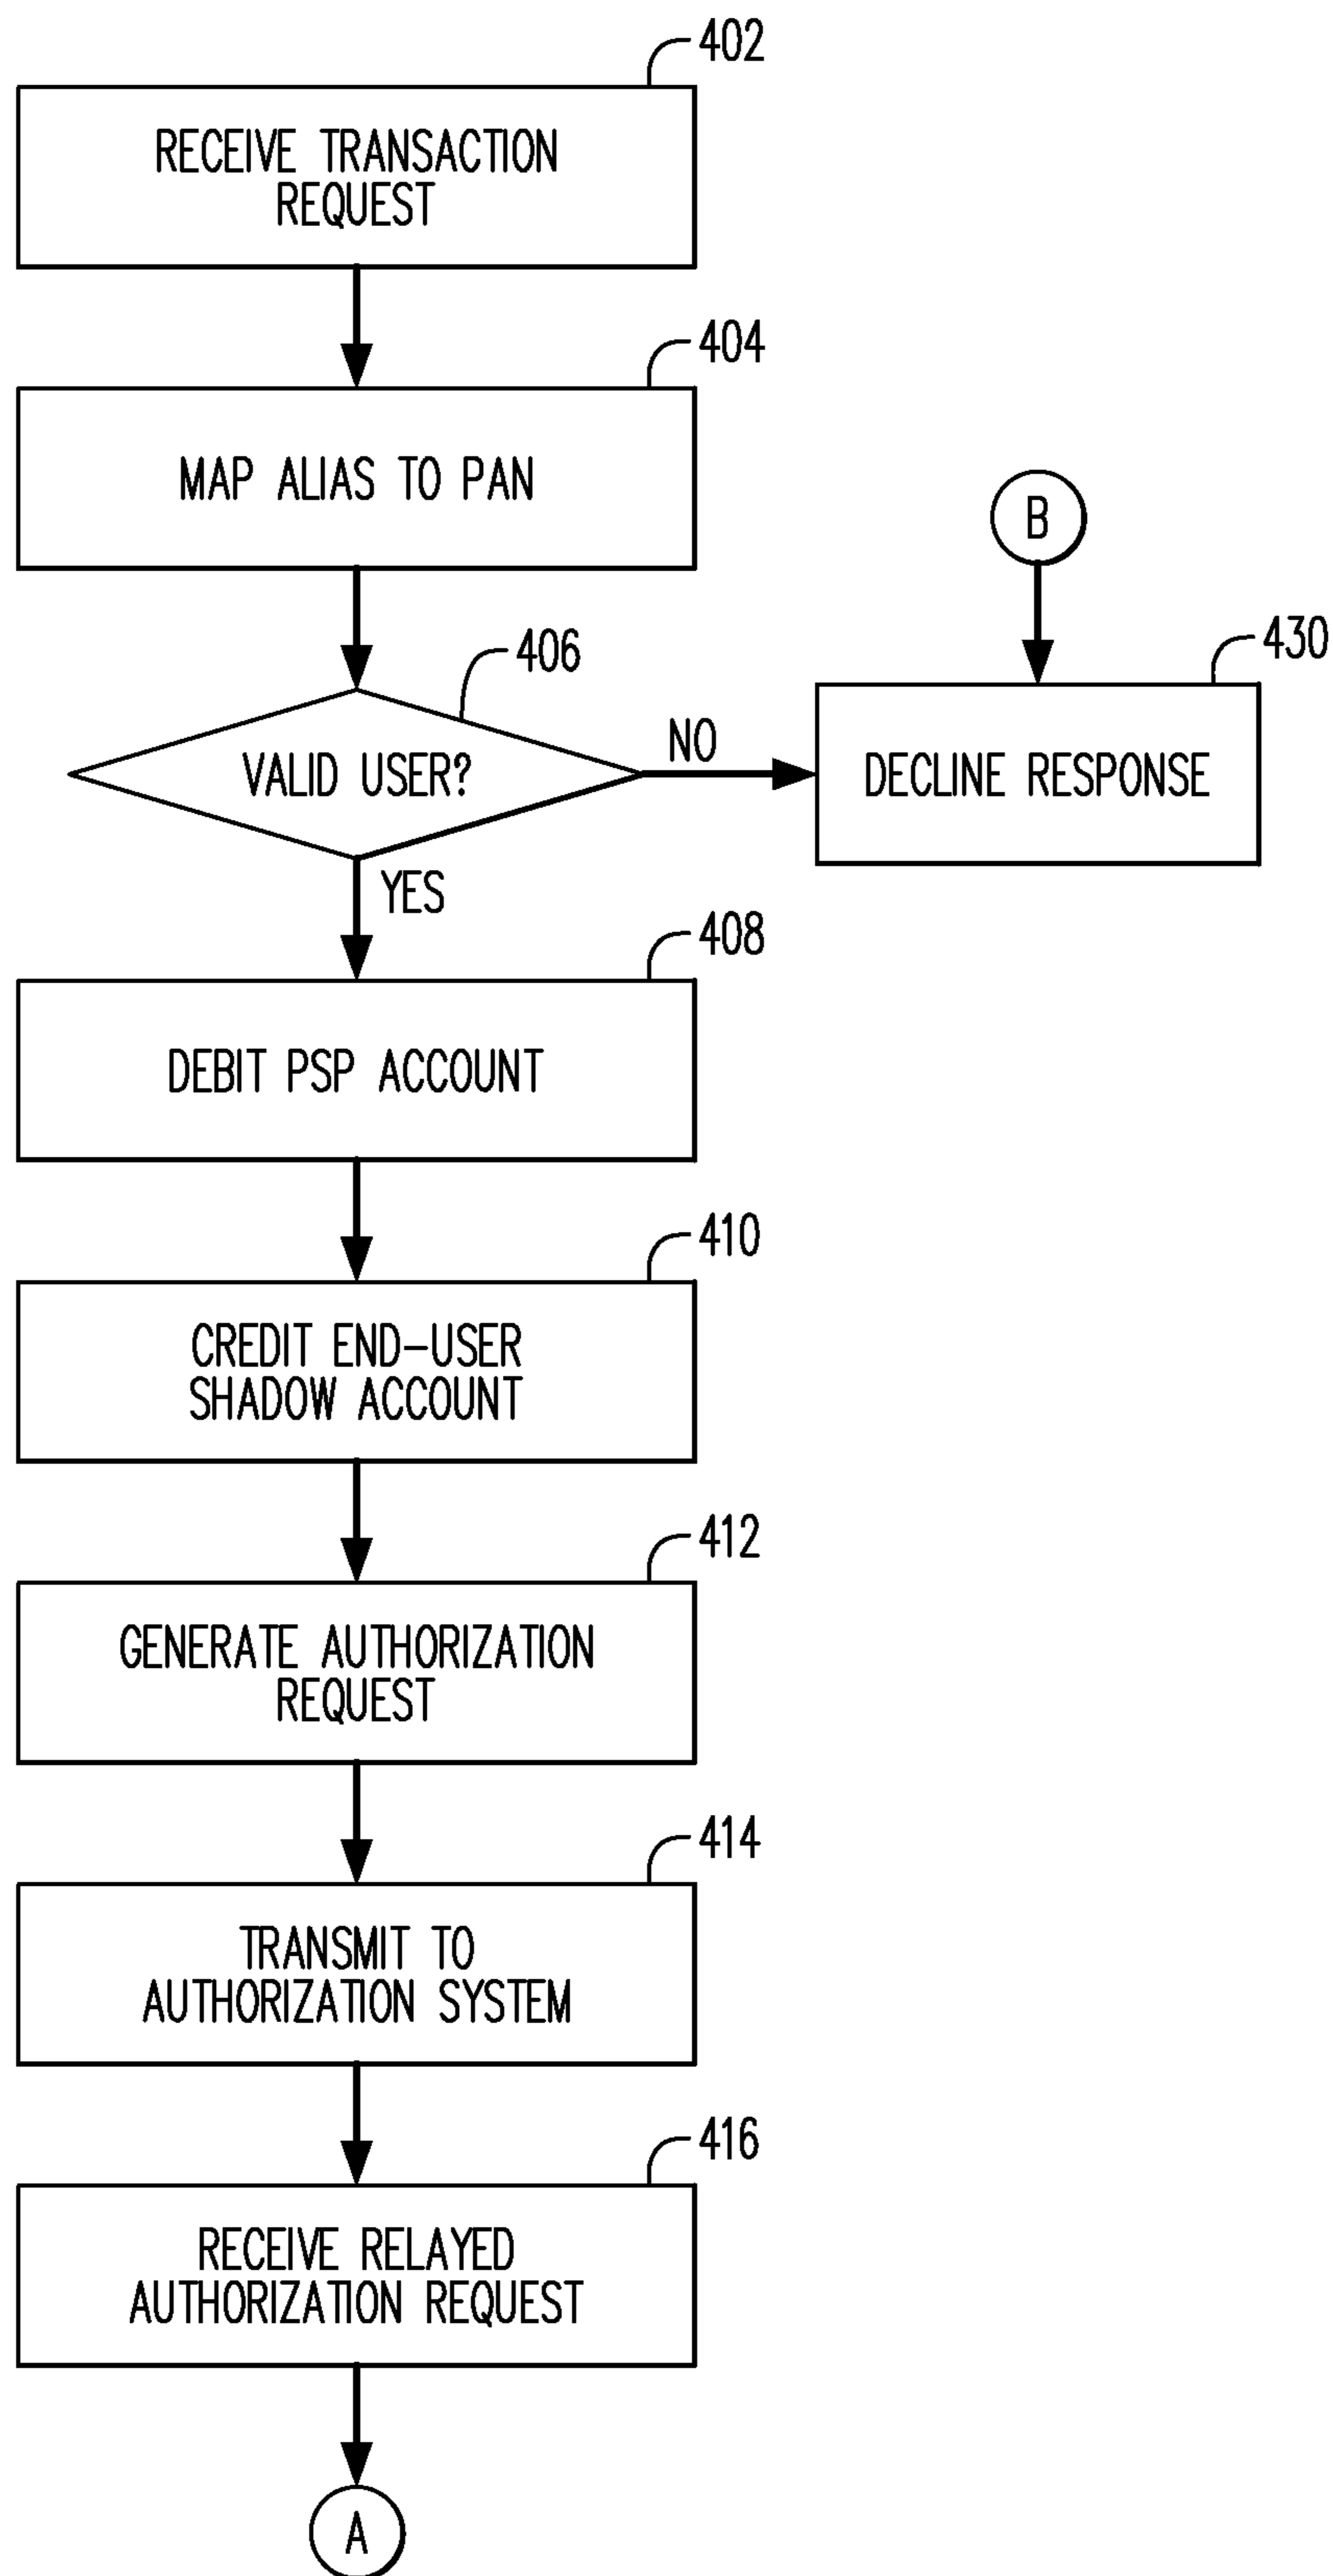 402
RECEIVE TRANSACTION
REQUEST
404
MAP ALIAS TO PAN
B
406
430
VALID USER?
NO
DECLINE RESPONSE
YES
408
DEBIT PSP ACCOUNT
410
CREDIT END-USER
SHADOW ACCOUNT
412
GENERATE AUTHORIZATION
REQUEST
414
TRANSMIT TO
AUTHORIZATION SYSTEM
416
RECEIVE RELAYED
AUTHORIZATION REQUEST
A